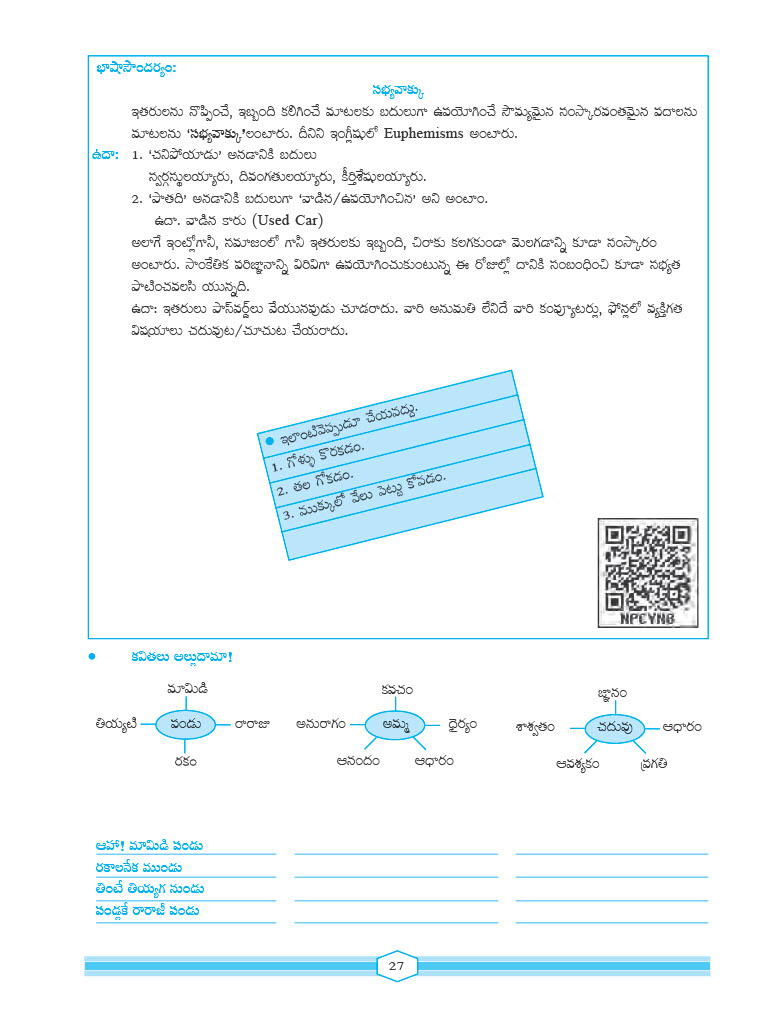 భాషాసౌందర్యం:
సభ్యవాక్కు
ఇతరులను నొప్పించే, ఇబ్బంది కలిగించే మాటలకు బదులుగా ఉపయోగించే సౌమ్యమైన సంస్కారవంతమైన పదాలను
మాటలను ‘సభ్యవాక్కు’లంటారు. దీనిని ఇంగ్లీషులో Euphemisms అంటారు.
ఉదా: 1. ‘చనిపోయాడు’ అనడానికి బదులు
స్వర్గస్థులయ్యారు, దివంగతులయ్యారు, కీర్తిశేషులయ్యారు.
2. ‘పాతది’ అనడానికి బదులుగా ‘వాడిన/ఉపయోగించిన’ అని అంటాం.
ఉదా. వాడిన కారు (Used Car)
అలాగే ఇంట్లోగానీ, సమాజంలో గానీ ఇతరులకు ఇబ్బంది, చిరాకు కలగకుండా మెలగడాన్ని కూడా సంస్కారం
అంటారు. సాంకేతిక పరిజ్ఞానాన్ని విరివిగా ఉపయోగించుకుంటున్న ఈ రోజుల్లో దానికి సంబంధించి కూడా సభ్యత
పాటించవలసి యున్నది.
ఉదా: ఇతరులు పాస్‌వర్డ్‌లు వేయునపుడు చూడరాదు. వారి అనుమతి లేనిదే వారి కంప్యూటర్లు, ఫోన్లలో వ్యక్తిగత
విషయాలు చదువుట/చూచుట చేయరాదు.
● ఇలాంటివెప్పుడూ చేయవద్దు.
1. గోళ్ళు కొరకడం.
2. తల గోకడం.
3. ముక్కులో వేలు పెట్టు కోవడం.
NPCYNB
● కవితలు అల్లుదామా!
మామిడి
తియ్యటి పండు రారాజు
రకం
కవచం
అనురాగం అమ్మ ధైర్యం
ఆనందం ఆధారం
జ్ఞానం
శాశ్వతం చదువు ఆధారం
ఆవశ్యకం ప్రగతి
ఆహా! మామిడి పండు
రకాలనేక ముండు
తింటే తియ్యగ నుండు
పండ్లకే రారాజీ పండు
27